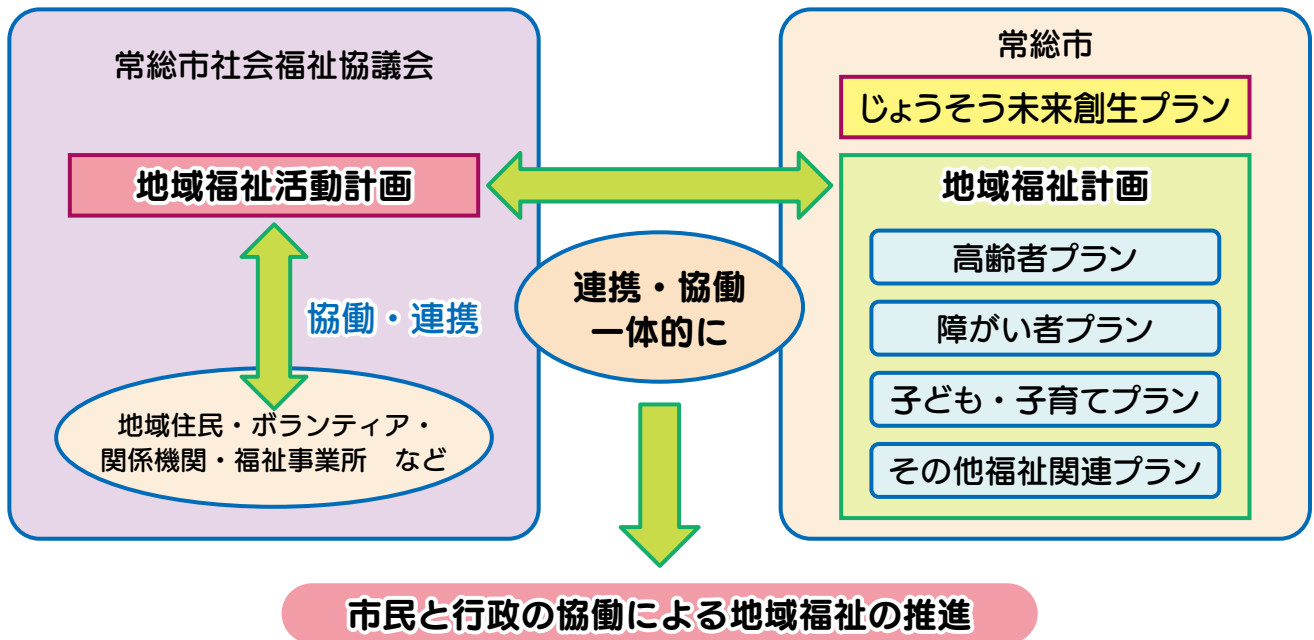 常総市社会福祉協議会
地域福祉活動計画
協働・連携
地域住民・ボランティア・
関係機関・福祉事業所　など
連携・協働
一体的に
常総市
じょうそう未来創生プラン
地域福祉計画
高齢者プラン
障がい者プラン
子ども・子育てプラン
その他福祉関連プラン
市民と行政の協働による地域福祉の推進